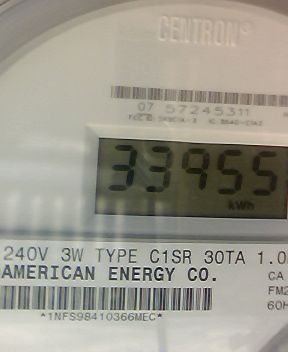 CENTRON®
07 57245311
33955
kWh
240V 3W TYPE C1SR 30TA 1.0
AMERICAN ENERGY CO.
CA
FM2
60H
*1NFS98410366MEC*